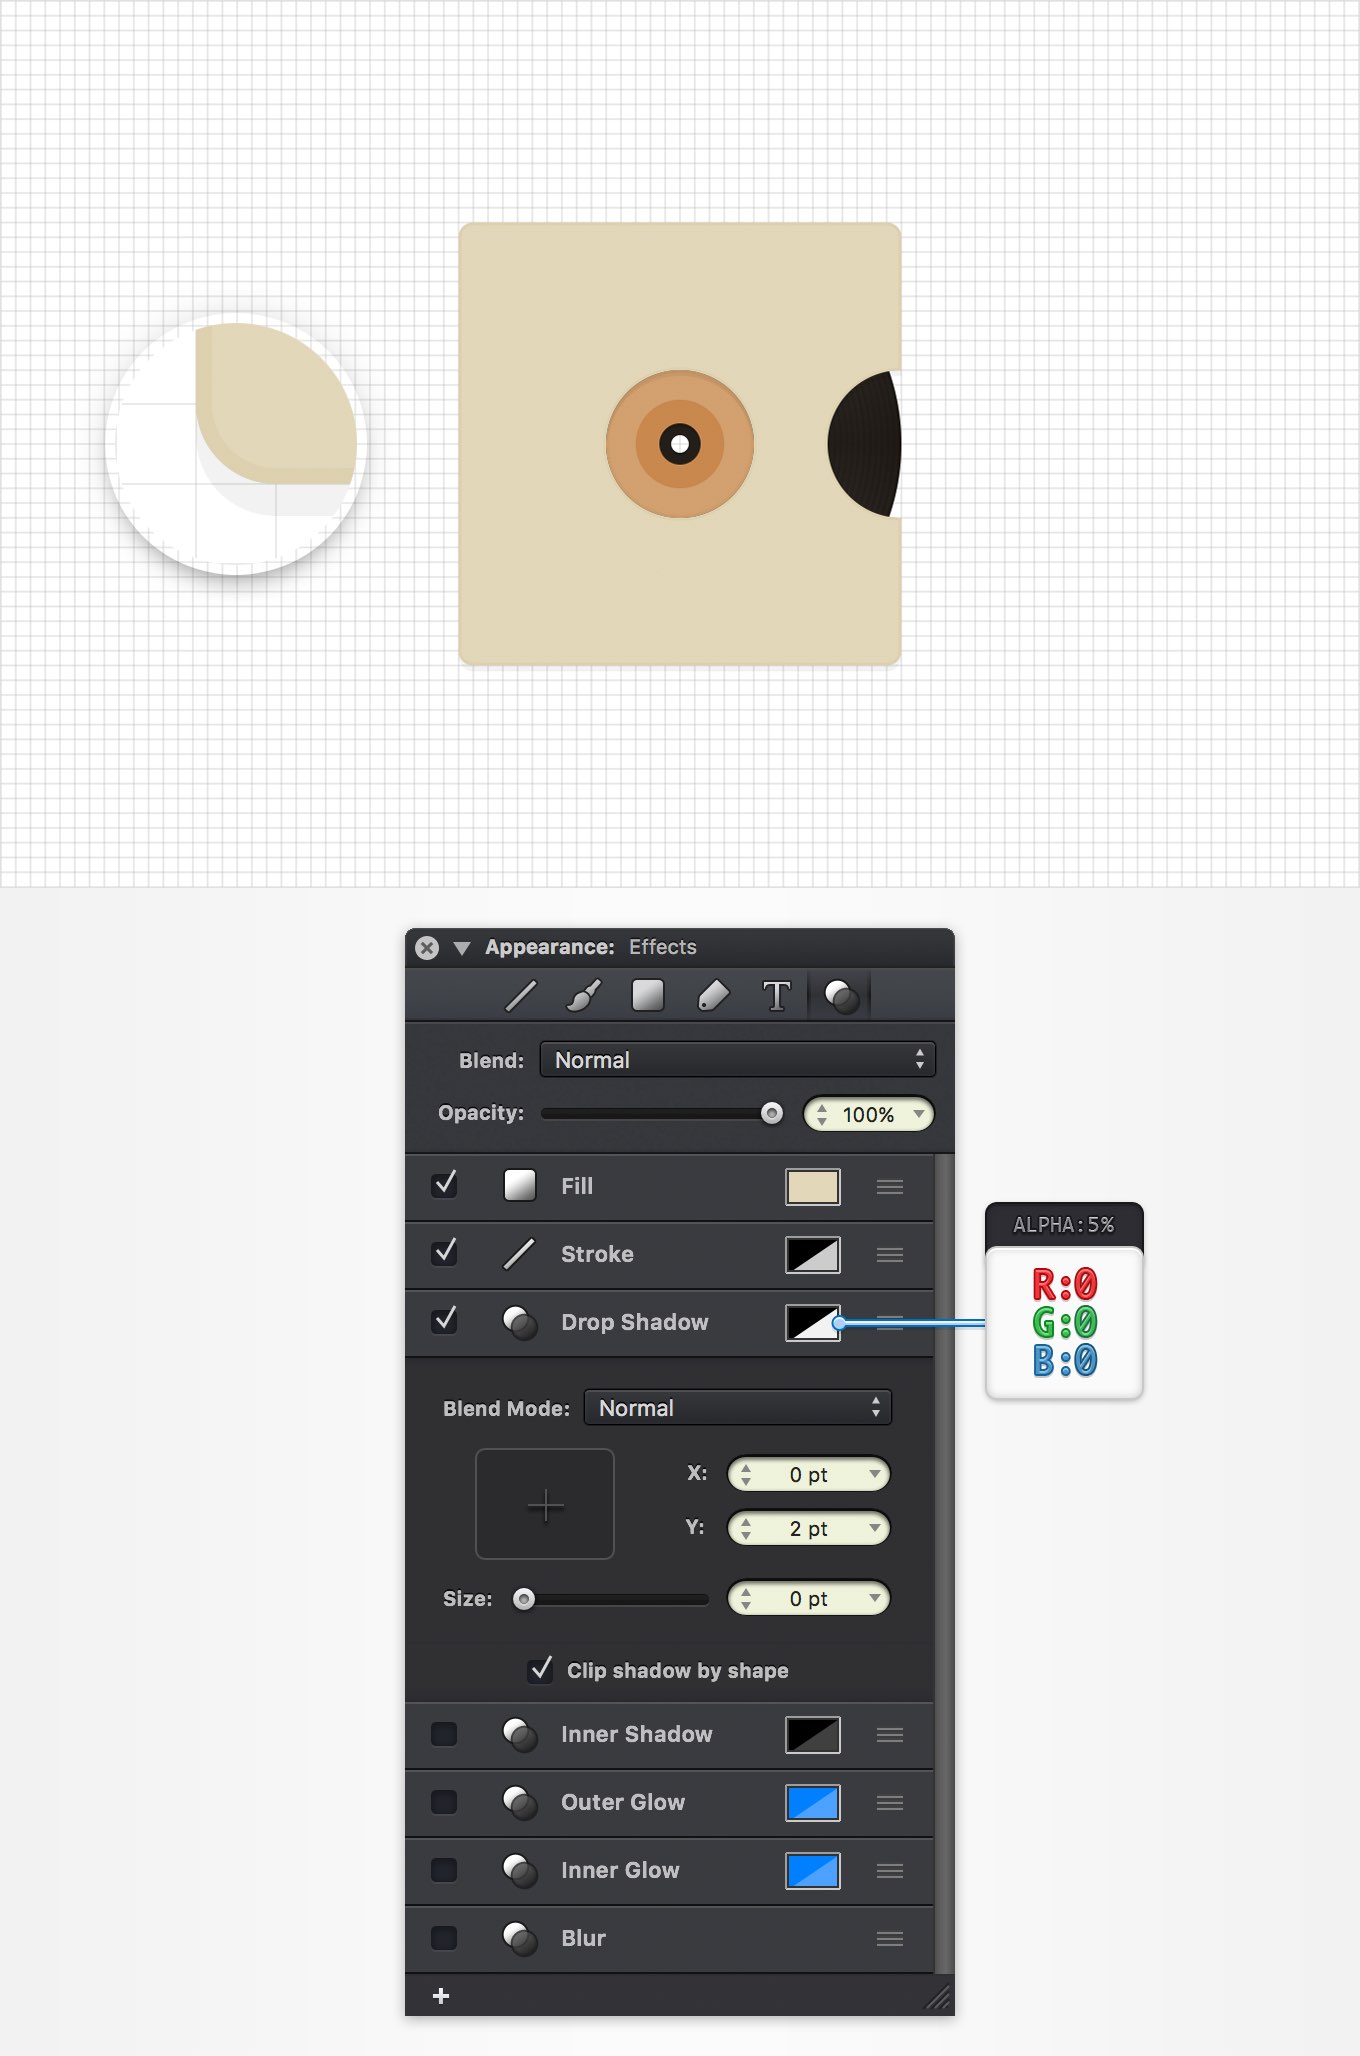 Appearance: Effects
T
Blend: Normal
Opacity: 100%
Fill
Stroke
Drop Shadow
ALPHA:5%
R:0
G:0
B:0
Blend Mode: Normal
X: 0 pt
Y: 2 pt
Size: 0 pt
Clip shadow by shape
Inner Shadow
Outer Glow
Inner Glow
Blur